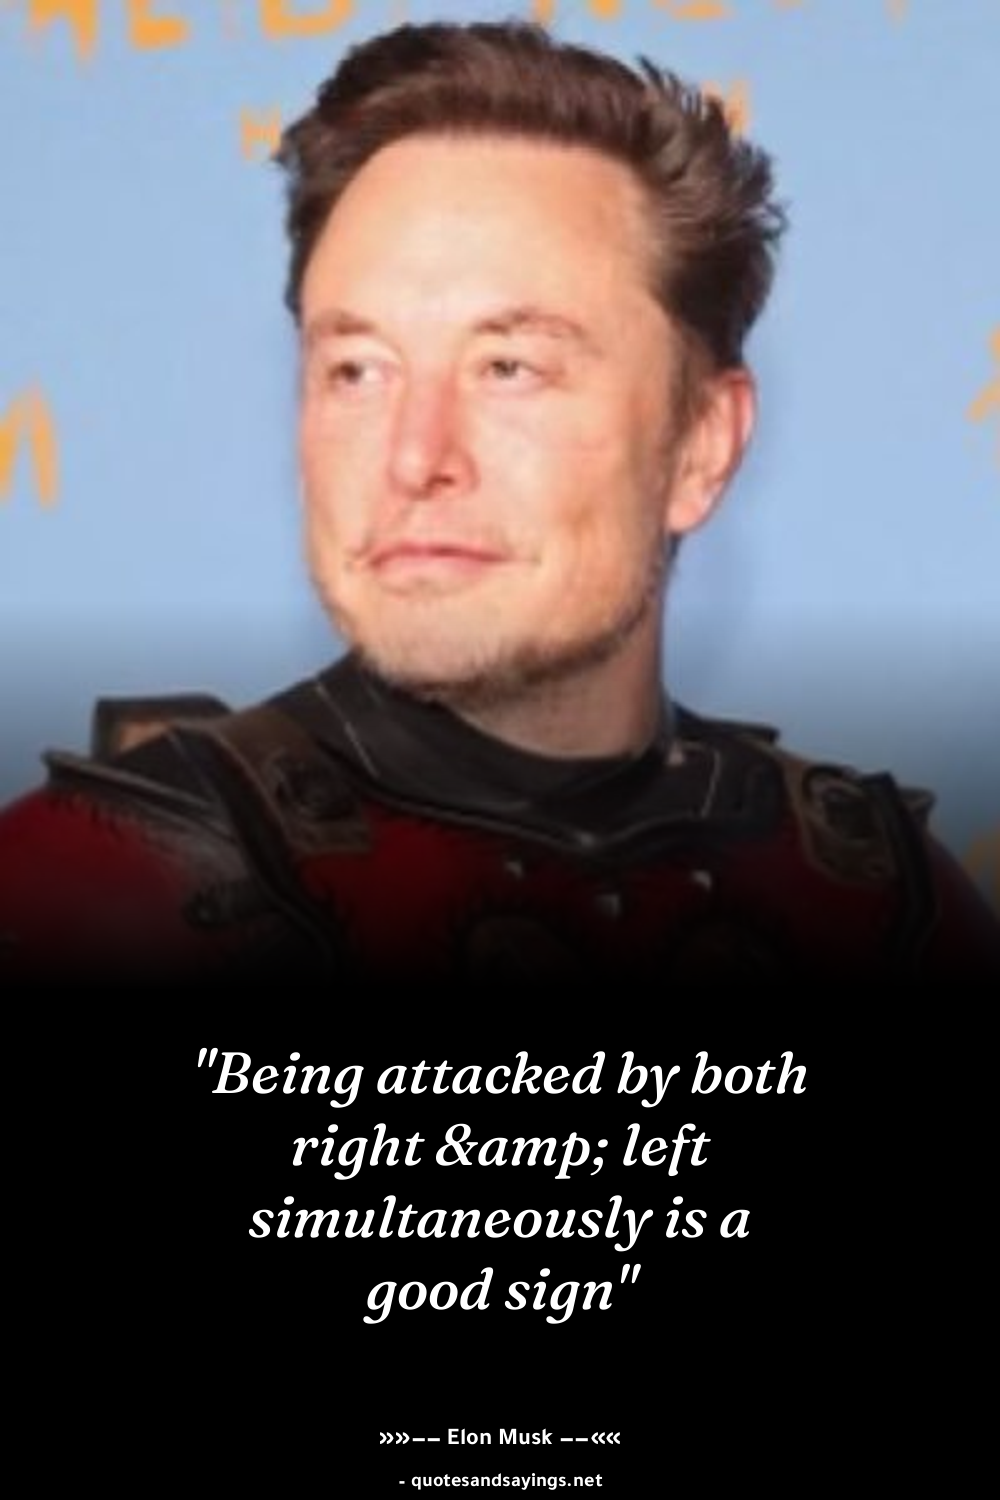 "Being attacked by both
right &amp; left
simultaneously is a
good sign"
»»–– Elon Musk ––««
- quotesandsayings.net